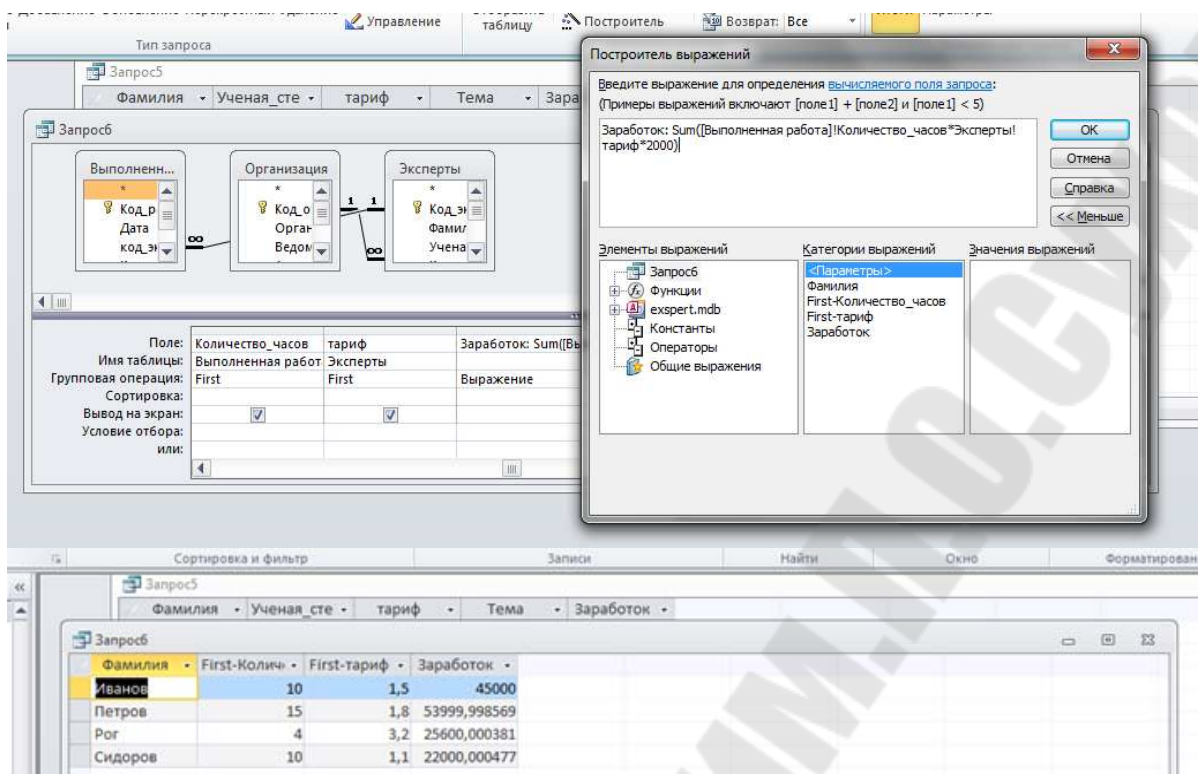 Управление
таблицу
Построитель
Возврат: Все
Тип запроса
Запрос5
Фамилия Ученая_сте тариф Тема Зара
Запрос6
Выполненн...
*
Код_р
Дата
код_эк
Организация
*
Код_о
Орган
Ведом
Эксперты
*
Код_эк
Фамил
Учена
∞ 1 1 ∞
Поле: Количество_часов тариф Заработок: Sum([Вы
Имя таблицы: Выполненная работ Эксперты
Групповая операция: First First Выражение
Сортировка:
Вывод на экран:
Условие отбора:
или:
Построитель выражений
Введите выражение для определения вычисляемого поля запроса:
(Примеры выражений включают [поле1] + [поле2] и [поле1] < 5)
Заработок: Sum([Выполненная работа]!Количество_часов*Эксперты!
тариф*2000)
OK
Отмена
Справка
<< Меньше
Элементы выражений
Запрос6
Функции
exspert.mdb
Константы
Операторы
Общие выражения
Категории выражений
<Параметры>
Фамилия
First-Количество_часов
First-тариф
Заработок
Значения выражений
Сортировка и фильтр Записи Найти Окно Форматирован
Запрос5
Фамилия Ученая_сте тариф Тема Заработок
Запрос6
Фамилия First-Колич First-тариф Заработок
Иванов 10 1,5 45000
Петров 15 1,8 53999,998569
Рог 4 3,2 25600,000381
Сидоров 10 1,1 22000,000477